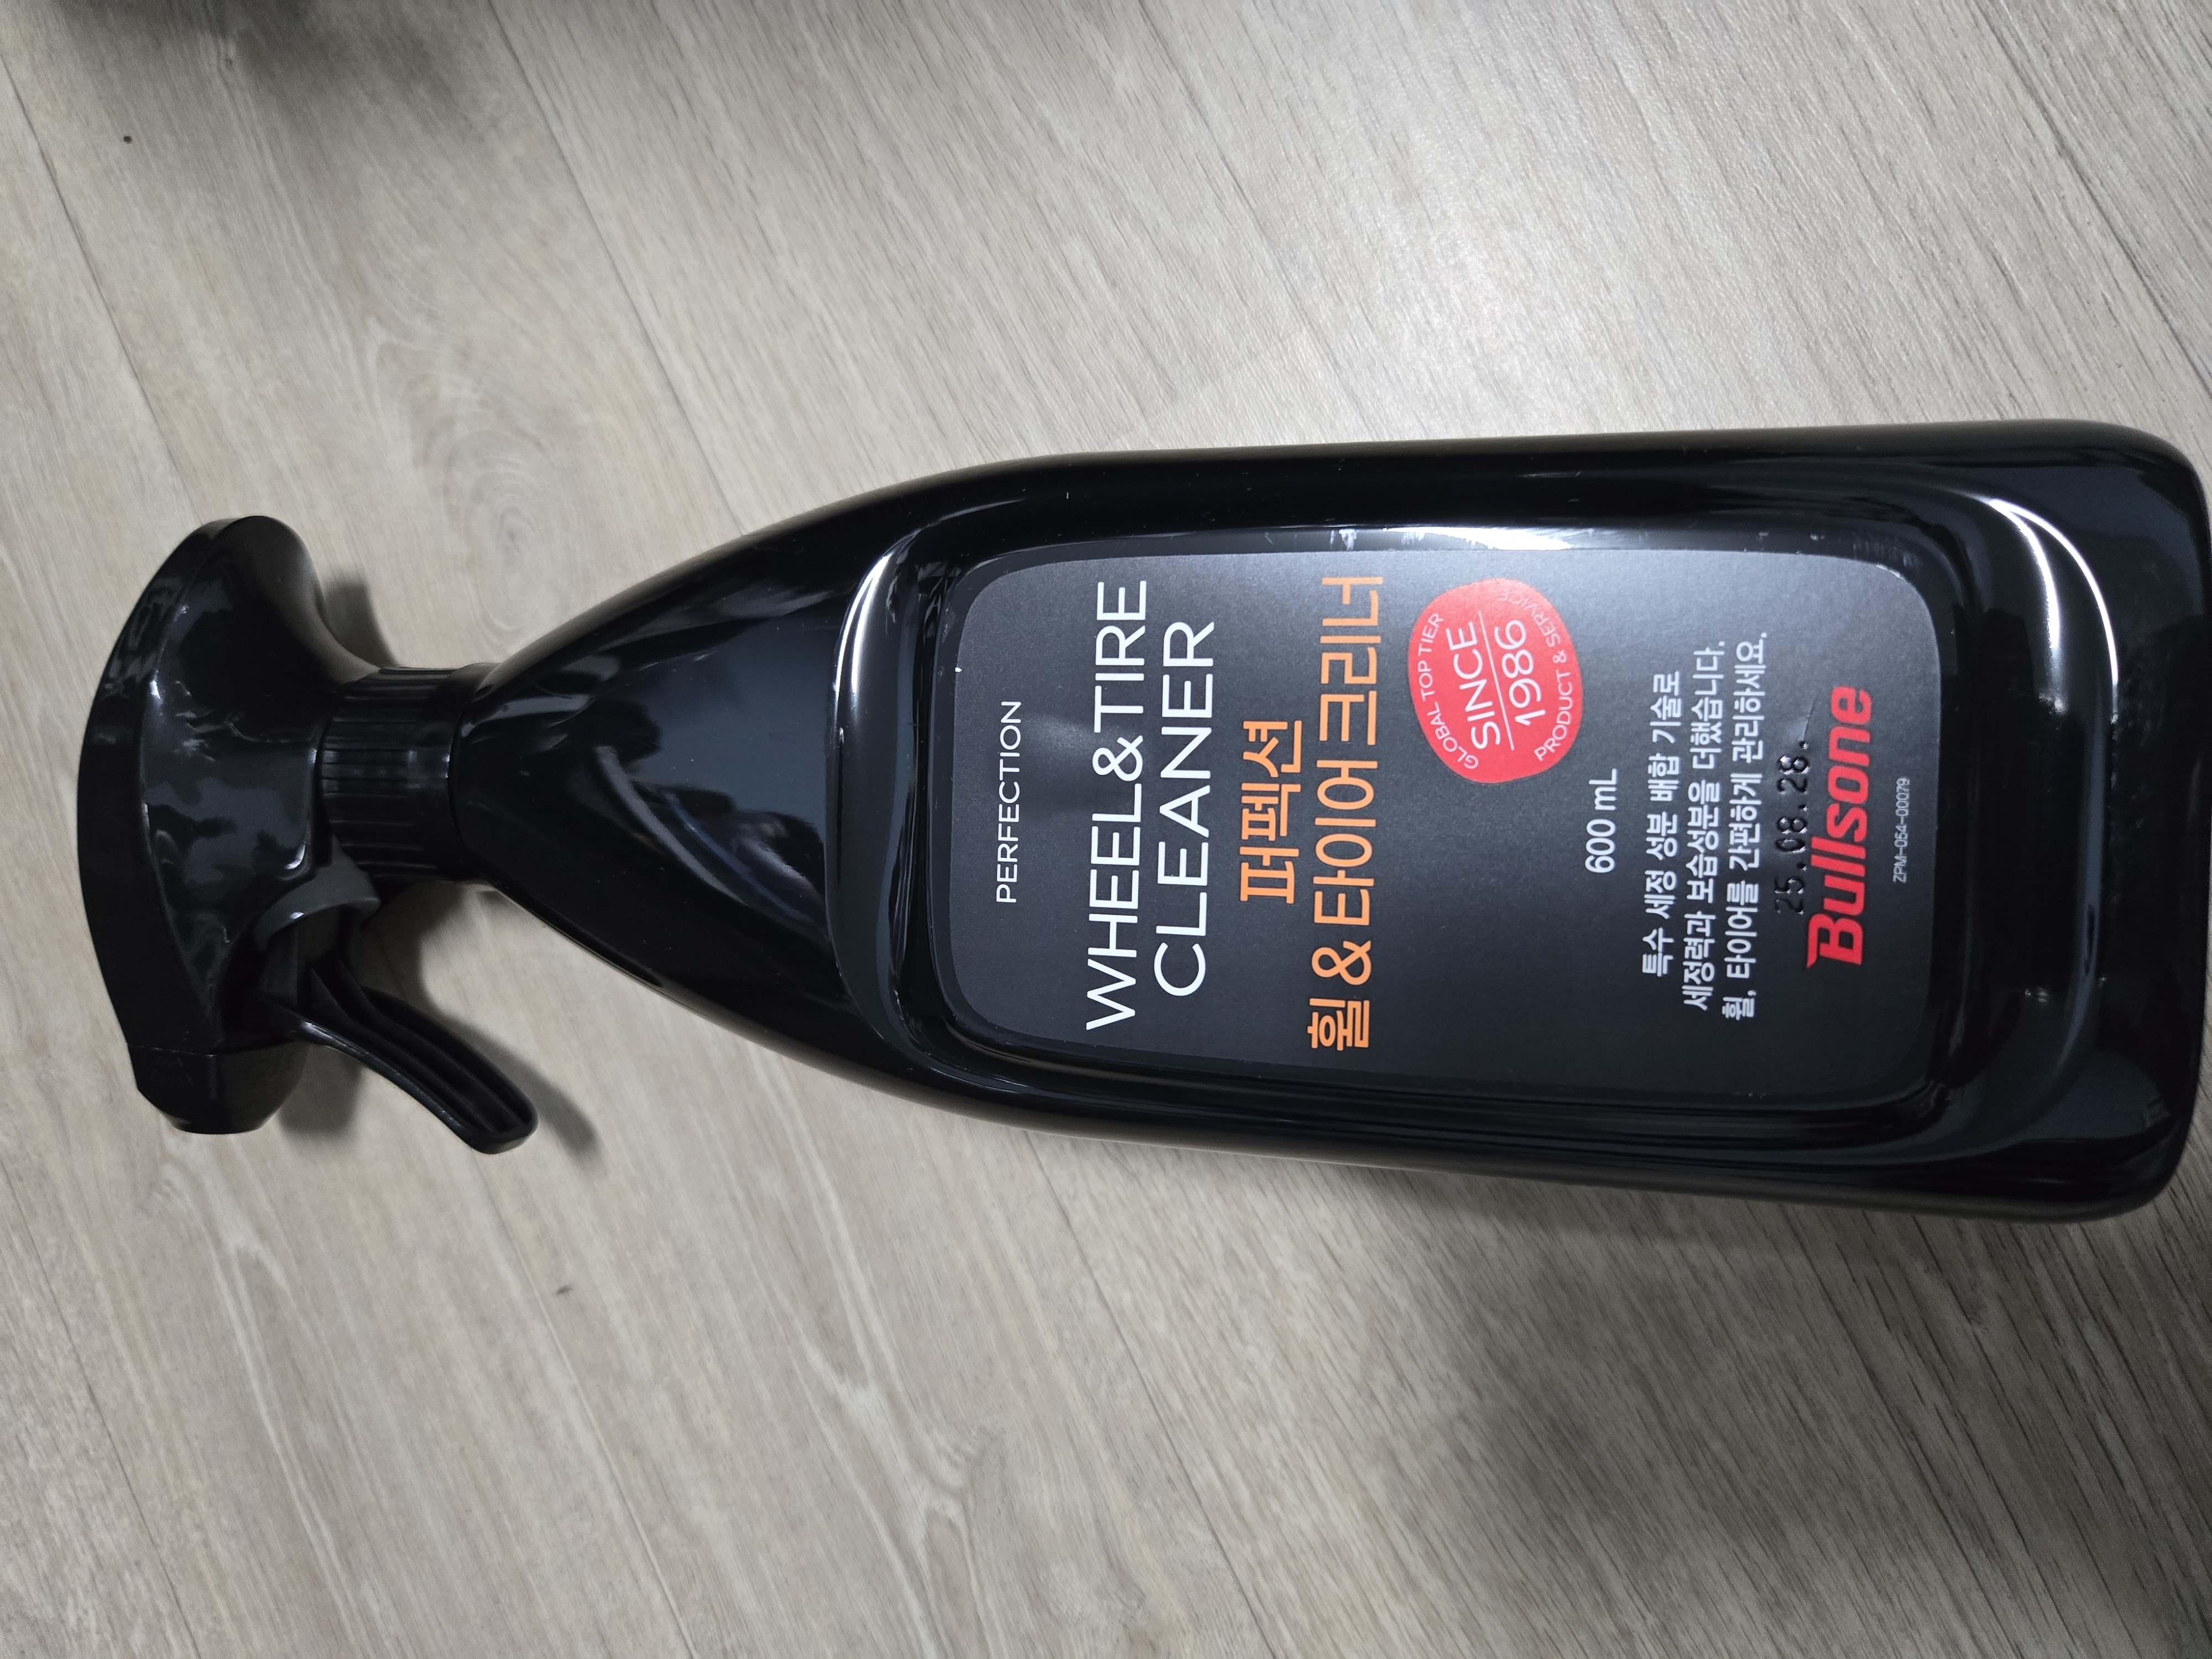 PERFECTION
WHEEL&TIRE
CLEANER
퍼펙션
휠&타이어크리너
GLOBAL TOP TIER
SINCE
1986
PRODUCT & SERVICE
600 mL
특수 세정 성분 배합 기술로
세정력과 보습성분을 더했습니다.
휠, 타이어를 간편하게 관리하세요.
25.08.28.
Bullsone
ZPM-054-00079